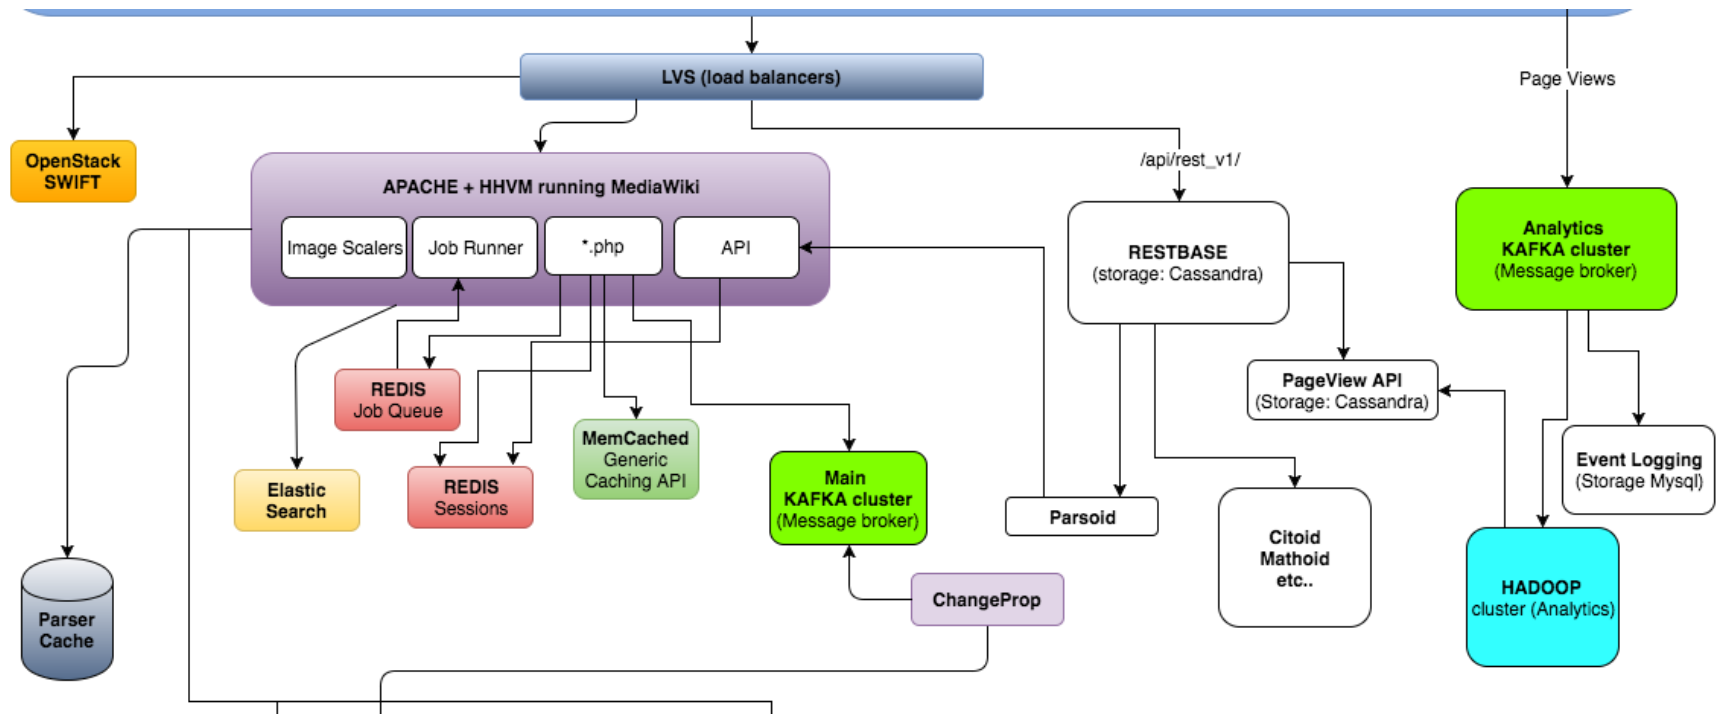 LVS (load balancers)
Page Views
OpenStack
SWIFT
/api/rest_v1/
APACHE + HHVM running MediaWiki
Image Scalers
Job Runner
*.php
API
RESTBASE
(storage: Cassandra)
Analytics
KAFKA cluster
(Message broker)
REDIS
Job Queue
PageView API
(Storage: Cassandra)
MemCached
Generic
Caching API
Event Logging
(Storage Mysql)
Elastic
Search
REDIS
Sessions
Main
KAFKA cluster
(Message broker)
Parsoid
Citoid
Mathoid
etc..
HADOOP
cluster (Analytics)
ChangeProp
Parser
Cache